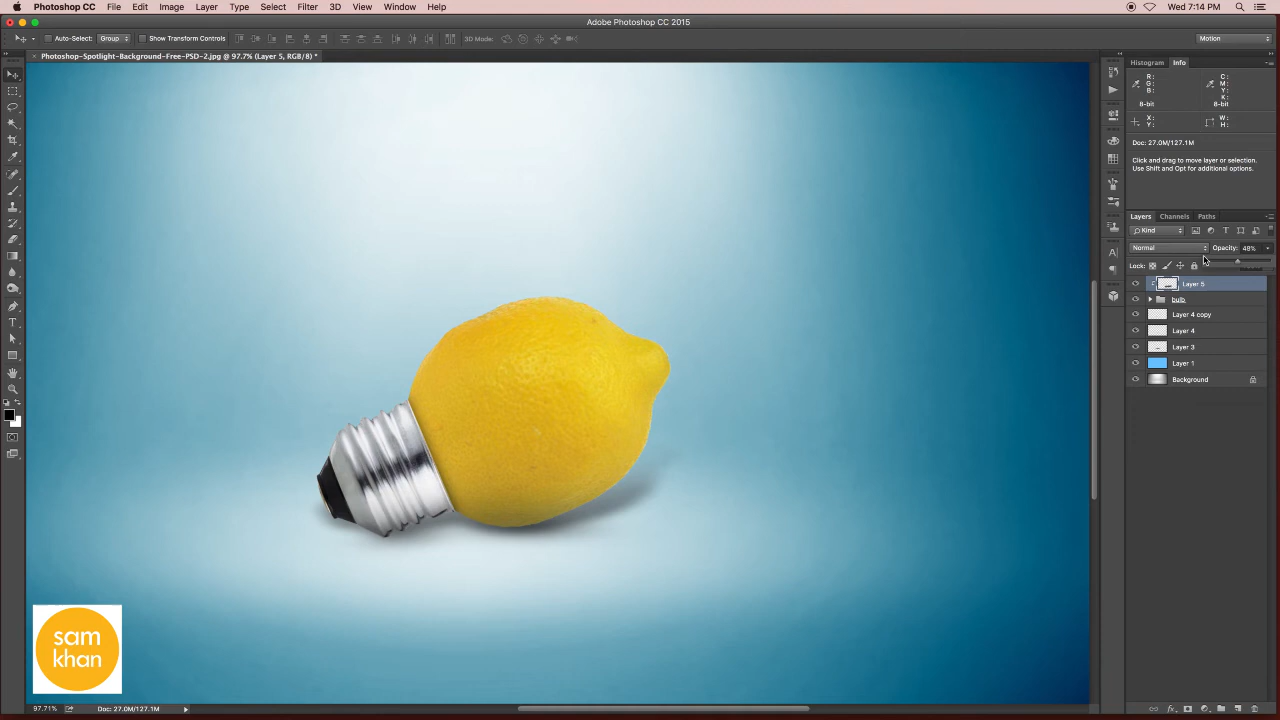 Photoshop CC File Edit Image Layer Type Select Filter 3D View Window Help Wed 7:14 PM
Adobe Photoshop CC 2015
Auto-Select: Group Show Transform Controls 3D Mode: Motion
Photoshop-Spotlight-Background-Free-PSD-2.jpg @ 97.7% (Layer 5, RGB/8) *
Histogram Info
R: C:
G: M:
B: Y:
K:
8-bit 8-bit
X: W:
Y: H:
Doc: 27.0M/127.1M
Click and drag to move layer or selection.
Use Shift and Opt for additional options.
Layers Channels Paths
Kind
Normal Opacity: 48%
Lock:
Layer 5
bulb
Layer 4 copy
Layer 4
Layer 3
Layer 1
Background
sam
khan
97.71% Doc: 27.0M/127.1M